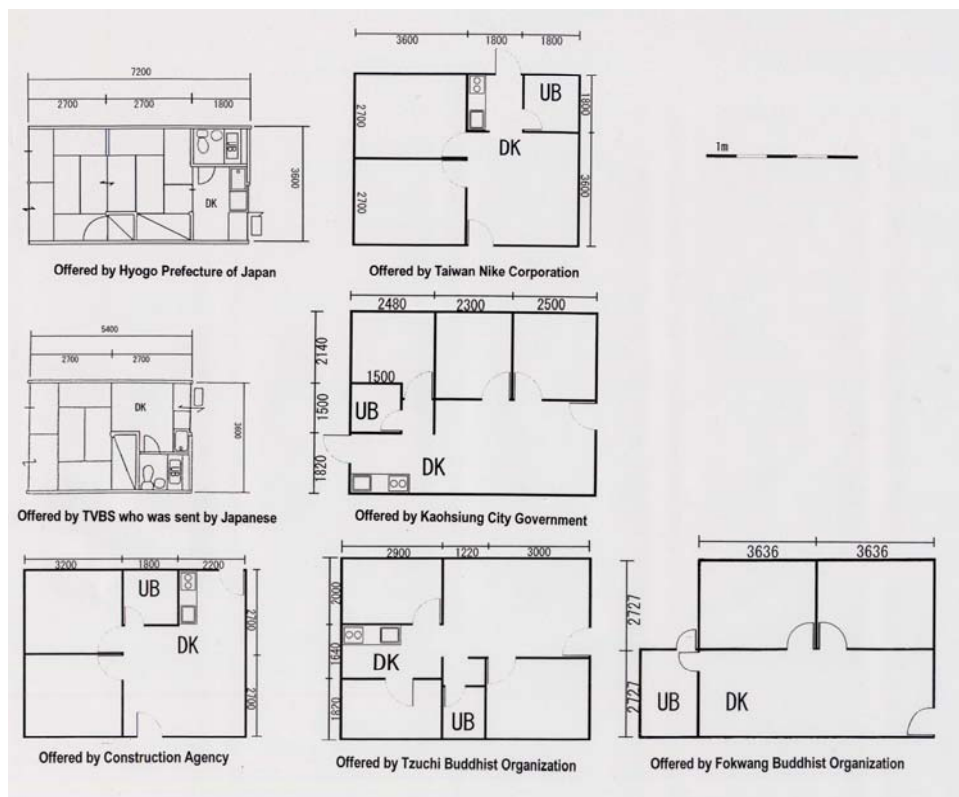 7200
2700 2700 1800
3600
UB
DK
Offered by Hyogo Prefecture of Japan
3600 1800 1800
2700
2700
1800
3600
UB
DK
Offered by Taiwan Nike Corporation
1m
5400
2700 2700
3600
DK
UB
Offered by TVBS who was sent by Japanese
2480 2300 2500
2140
1500
1820
1500
UB
DK
Offered by Kaohsiung City Government
3200 1800 2200
2700
2700
UB
DK
Offered by Construction Agency
2900 1220 3000
2000
1640
1820
DK
UB
Offered by Tzuchi Buddhist Organization
3636 3636
2727
2727
UB
DK
Offered by Fokwang Buddhist Organization